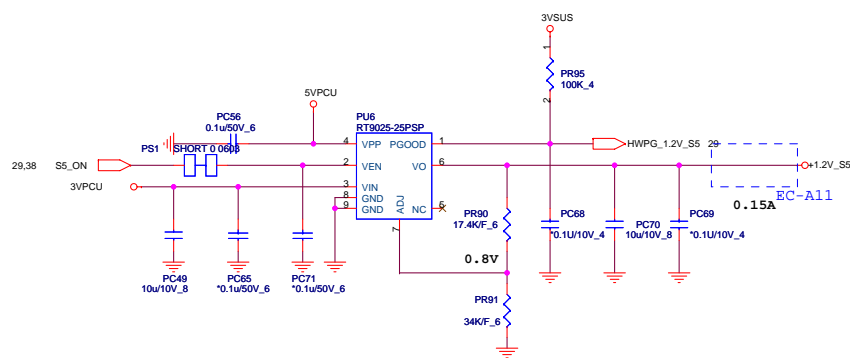 3VSUS
1
PR95
100K_4
2
5VPCU
PC56
0.1u/50V_6
PU6
RT9025-25PSP
4
VPP
PGOOD
1
HWPG_1.2V_S5
29
PS1
SHORT 0 0603
29,38
S5_ON
2
VEN
VO
6
+1.2V_S5
EC-A11
0.15A
3VPCU
3
VIN
8
GND
9
GND
ADJ
NC
5
7
PR90
17.4K/F_6
PC68
*0.1U/10V_4
PC70
10u/10V_8
PC69
*0.1U/10V_4
0.8V
PC49
10u/10V_8
PC65
*0.1u/50V_6
PC71
*0.1u/50V_6
PR91
34K/F_6